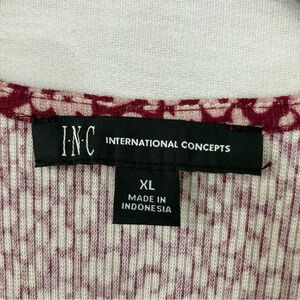 I·N·C INTERNATIONAL CONCEPTS
XL
MADE IN
INDONESIA